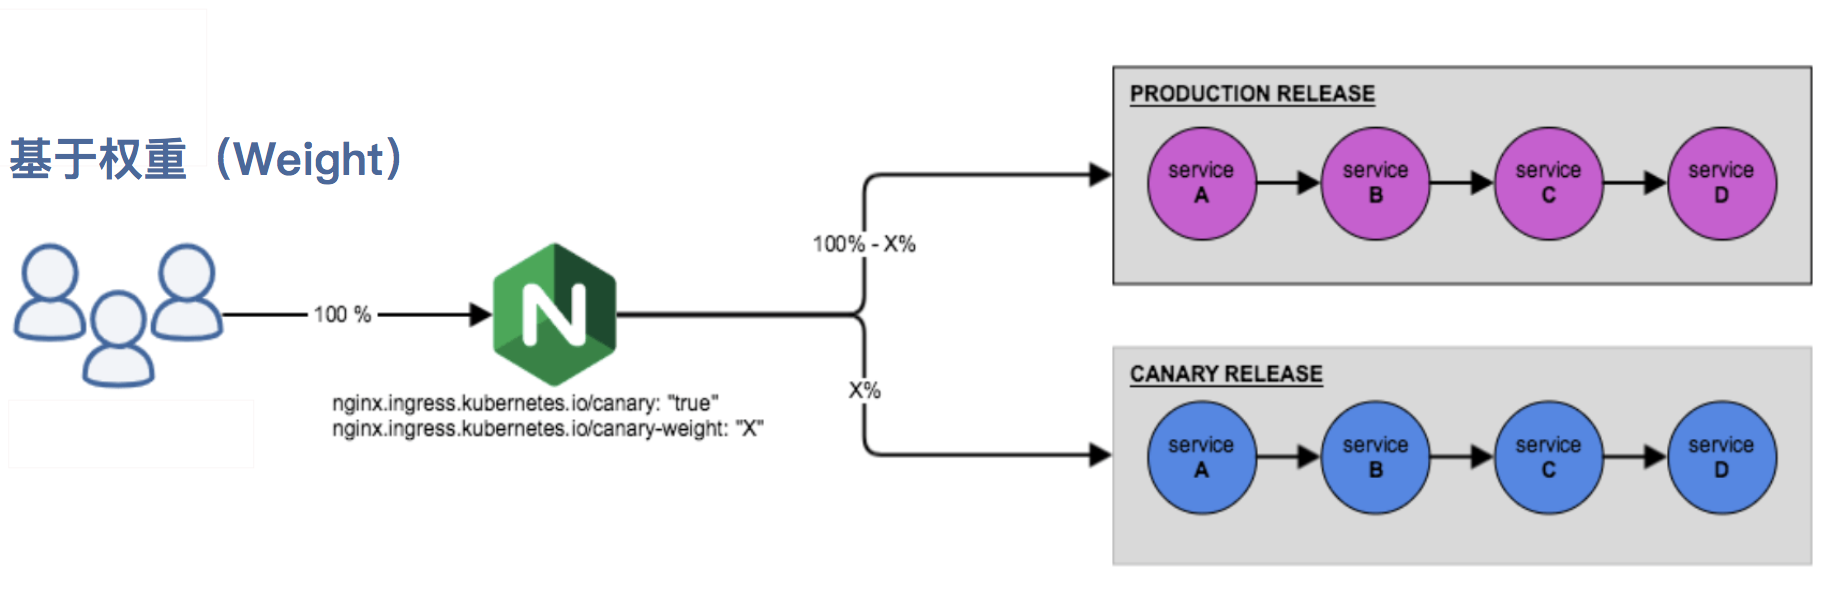 基于权重（Weight）
100 %
N
nginx.ingress.kubernetes.io/canary: "true"
nginx.ingress.kubernetes.io/canary-weight: "X"
100% - X%
X%
PRODUCTION RELEASE
service
A
service
B
service
C
service
D
CANARY RELEASE
service
A
service
B
service
C
service
D